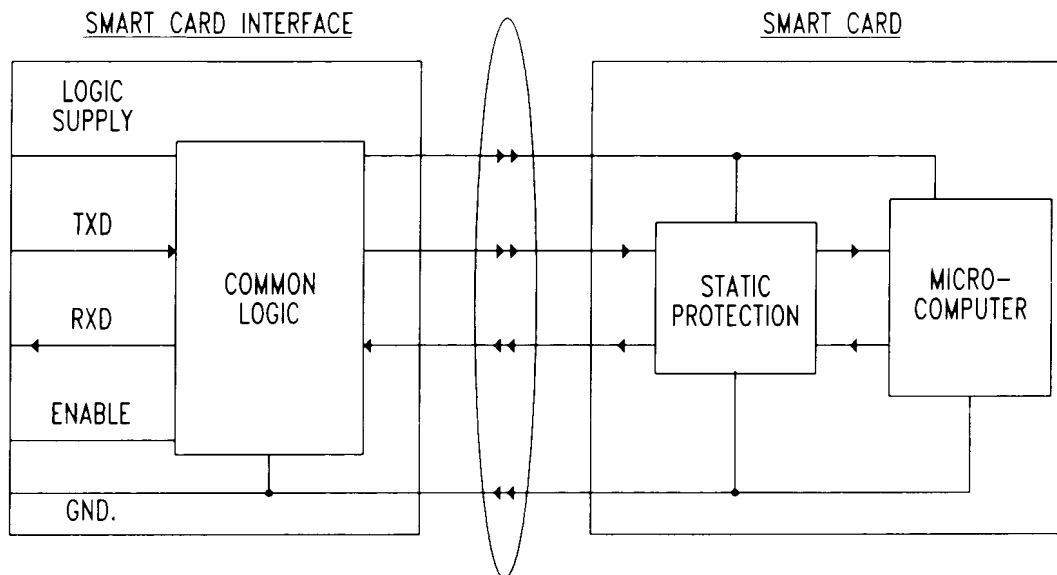 SMART CARD INTERFACE
SMART CARD
LOGIC
SUPPLY
TXD
RXD
ENABLE
GND.
COMMON
LOGIC
STATIC
PROTECTION
MICRO-
COMPUTER